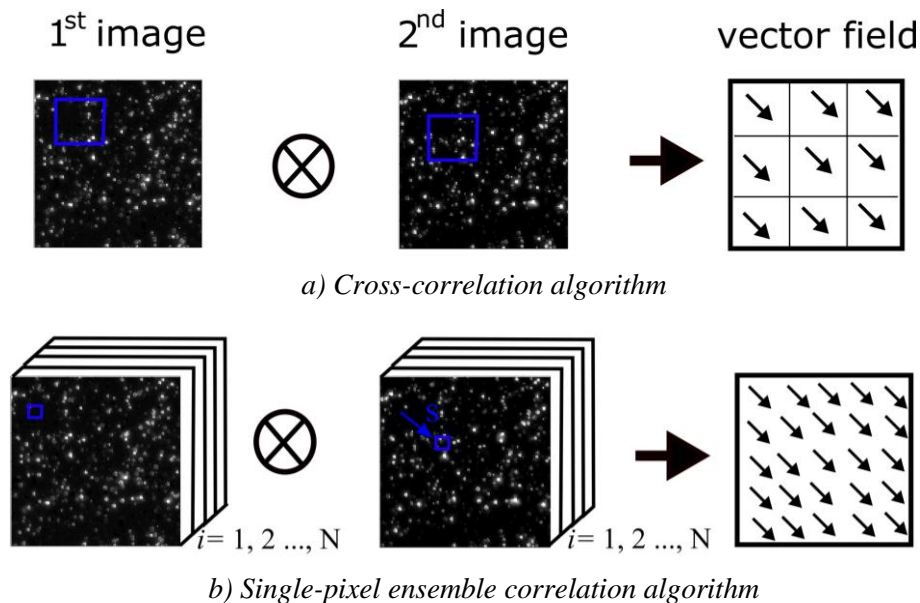 1st image 2nd image vector field
a) Cross-correlation algorithm
S
i= 1, 2 ..., N i= 1, 2 ..., N
b) Single-pixel ensemble correlation algorithm